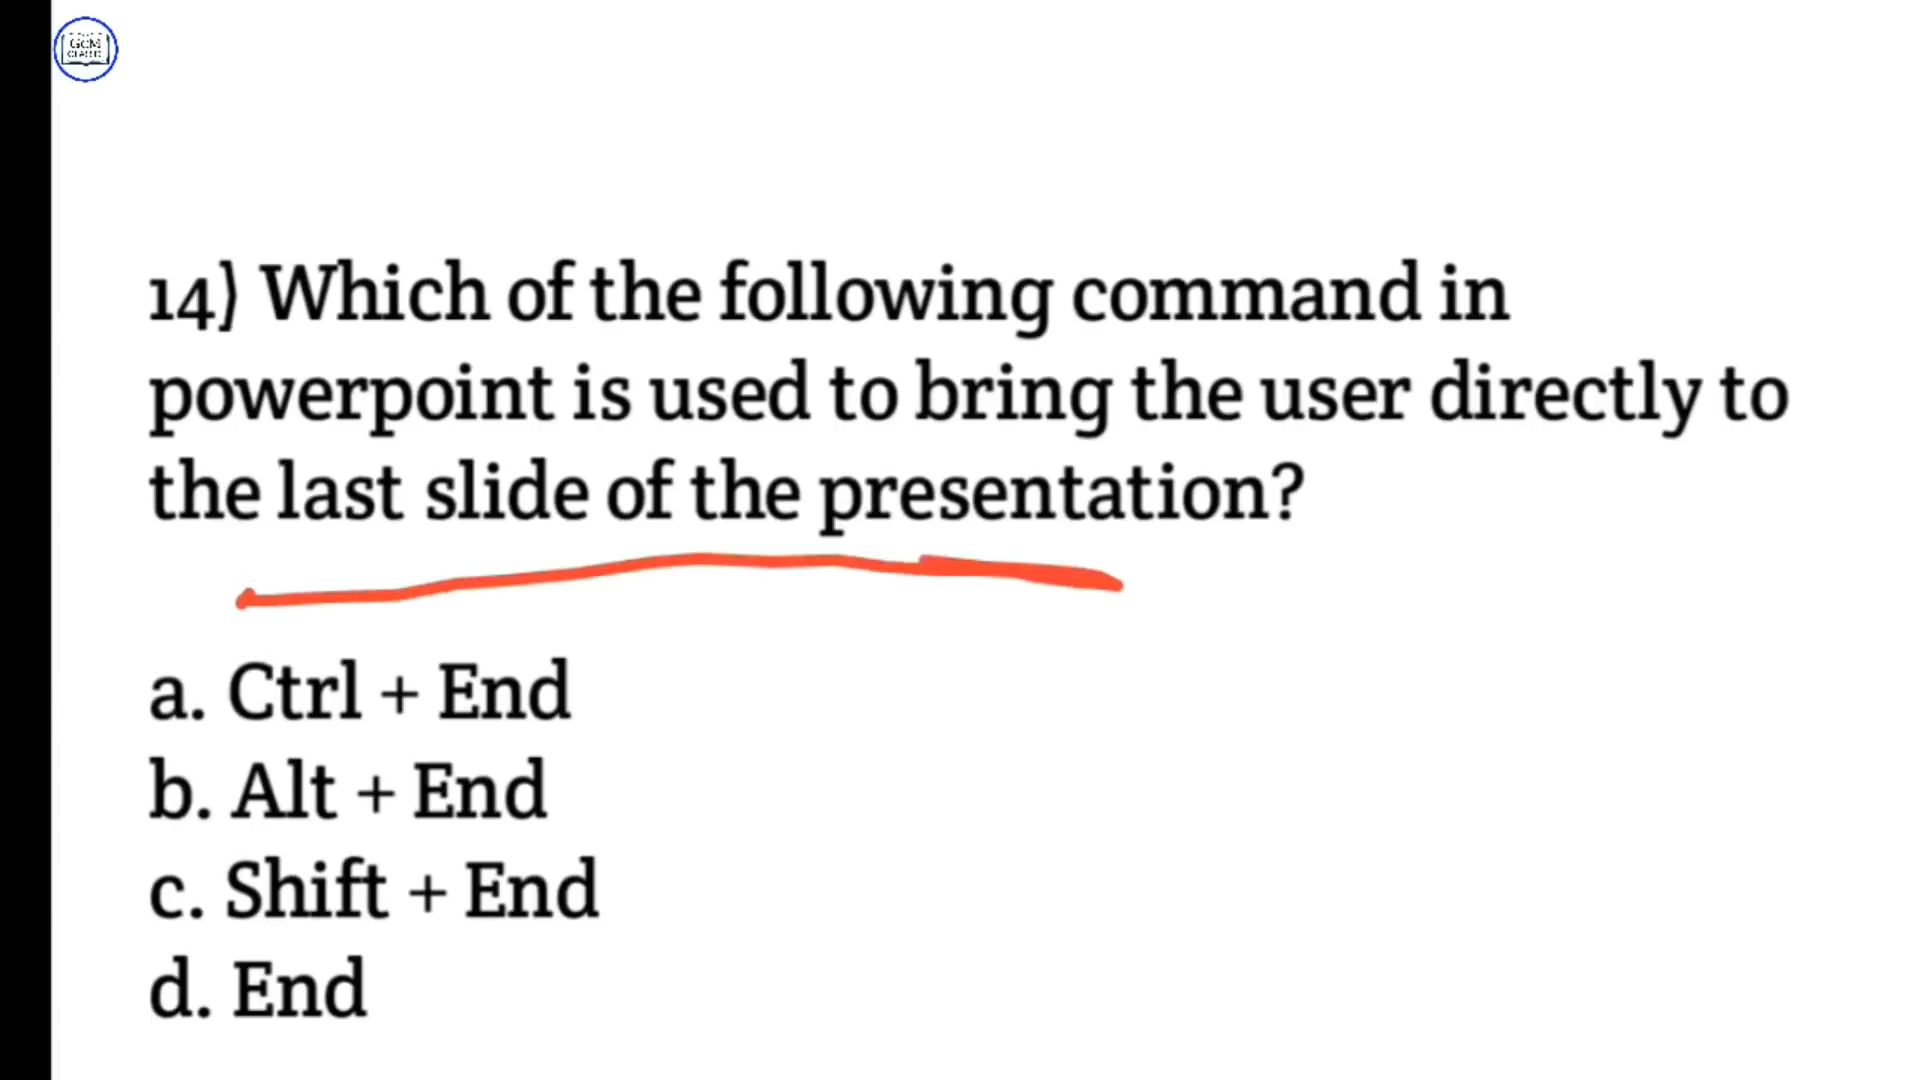 GCM
14) Which of the following command in
powerpoint is used to bring the user directly to
the last slide of the presentation?
a. Ctrl + End
b. Alt + End
c. Shift + End
d. End